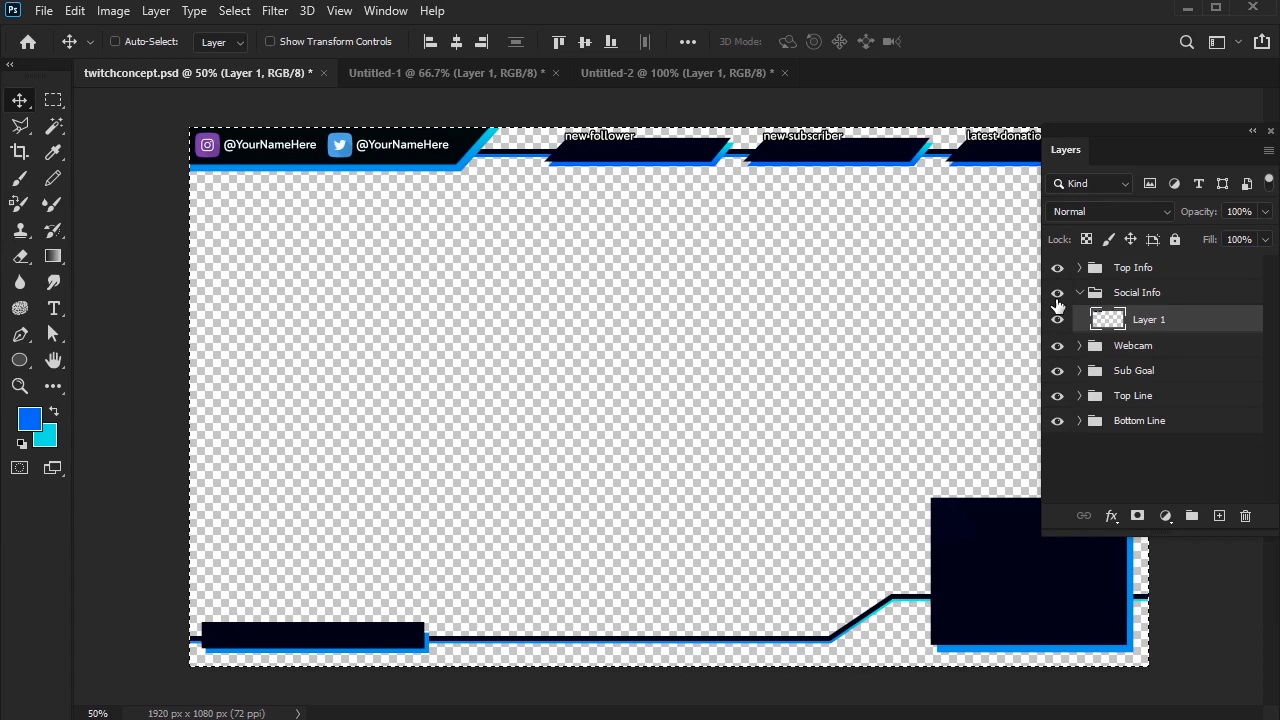 Ps File Edit Image Layer Type Select Filter 3D View Window Help
Auto-Select: Layer Show Transform Controls 3D Mode:
twitchconcept.psd @ 50% (Layer 1, RGB/8) * × Untitled-1 @ 66.7% (Layer 1, RGB/8) * × Untitled-2 @ 100% (Layer 1, RGB/8) * ×
new follower new subscriber latest donatio
@YourNameHere @YourNameHere
Layers
Kind
Normal Opacity: 100%
Lock: Fill: 100%
Top Info
Social Info
Layer 1
Webcam
Sub Goal
Top Line
Bottom Line
fx
50% 1920 px x 1080 px (72 ppi)